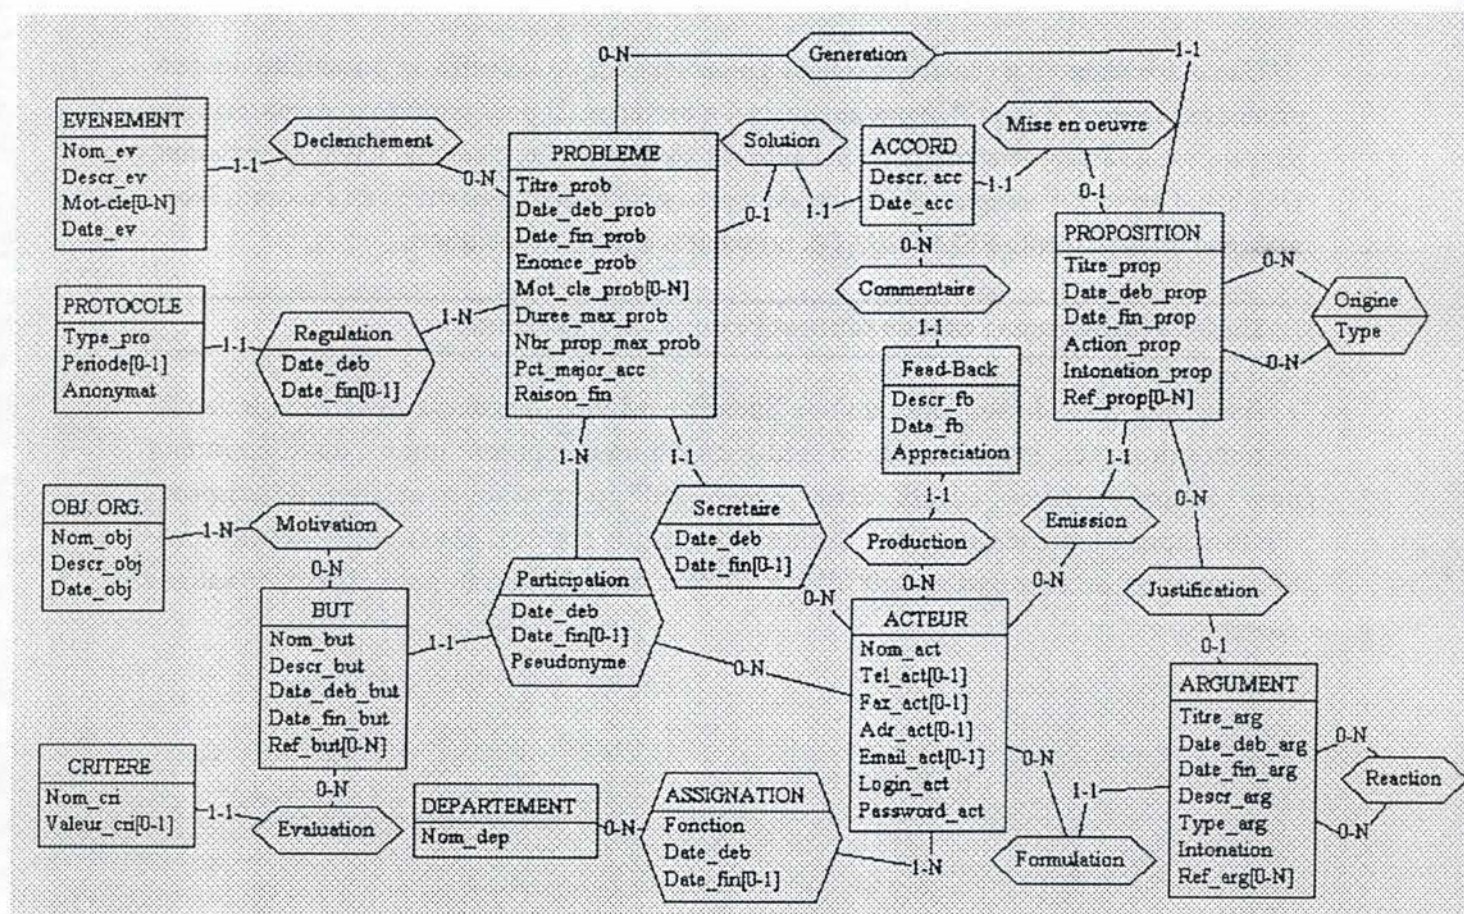 0-N
Generation
1-1
EVENEMENT
Nom_ev
Descr_ev
Mot-cle[0-N]
Date_ev
1-1
Declenchement
0-N
PROBLEME
Titre_prob
Date_deb_prob
Date_fin_prob
Enonce_prob
Mot_cle_prob[0-N]
Duree_max_prob
Nbr_prop_max_prob
Pct_major_acc
Raison_fin
Solution
0-1
1-1
ACCORD
Descr. acc
Date_acc
Mise en oeuvre
1-1
0-1
PROPOSITION
Titre_prop
Date_deb_prop
Date_fin_prop
Action_prop
Intonation_prop
Ref_prop[0-N]
0-N
Origine
Type
0-N
PROTOCOLE
Type_pro
Periode[0-1]
Anonymat
1-1
Regulation
Date_deb
Date_fin[0-1]
1-N
0-N
Commentaire
1-1
Feed-Back
Descr_fb
Date_fb
Appreciation
1-N
1-1
1-1
1-1
0-N
OBJ. ORG.
Nom_obj
Descr_obj
Date_obj
1-N
Motivation
0-N
Secretaire
Date_deb
Date_fin[0-1]
0-N
Production
0-N
Emission
0-N
Justification
0-1
BUT
Nom_but
Descr_but
Date_deb_but
Date_fin_but
Ref_but[0-N]
1-1
Participation
Date_deb
Date_fin[0-1]
Pseudonyme
0-N
ACTEUR
Nom_act
Tel_act[0-1]
Fax_act[0-1]
Adr_act[0-1]
Email_act[0-1]
Login_act
Password_act
ARGUMENT
Titre_arg
Date_deb_arg
Date_fin_arg
Descr_arg
Type_arg
Intonation
Ref_arg[0-N]
0-N
Reaction
0-N
CRITERE
Nom_cri
Valeur_cri[0-1]
1-1
0-N
Evaluation
DEPARTEMENT
Nom_dep
0-N
ASSIGNATION
Fonction
Date_deb
Date_fin[0-1]
1-N
0-N
1-1
Formulation